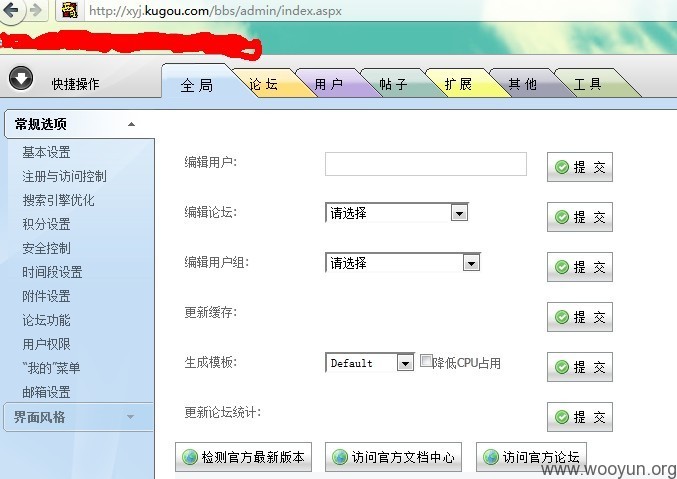 http://xyj.kugou.com/bbs/admin/index.aspx
快捷操作 全局 论坛 用户 帖子 扩展 其他 工具
常规选项
基本设置
注册与访问控制
搜索引擎优化
积分设置
安全控制
时间段设置
附件设置
论坛功能
用户权限
“我的”菜单
邮箱设置
界面风格
编辑用户: 提 交
编辑论坛: 请选择 提 交
编辑用户组: 请选择 提 交
更新缓存: 提 交
生成模板: Default 降低CPU占用 提 交
更新论坛统计: 提 交
检测官方最新版本 访问官方文档中心 访问官方论坛
www.wooyun.org